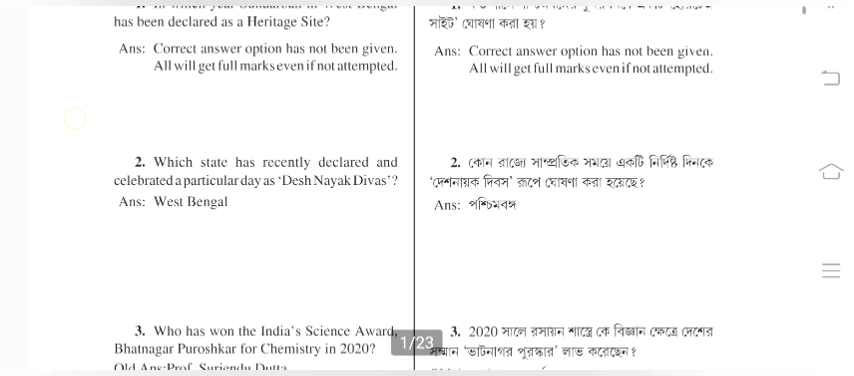 has been declared as a Heritage Site?
Ans: Correct answer option has not been given.
All will get full marks even if not attempted.
2. Which state has recently declared and
celebrated a particular day as ‘Desh Nayak Divas’?
Ans: West Bengal
3. Who has won the India’s Science Award,
Bhatnagar Puroshkar for Chemistry in 2020?
Old Ans: Prof. Suriendu Dutta
সাইট’ ঘোষণা করা হয় ?
Ans: Correct answer option has not been given.
All will get full marks even if not attempted.
2. কোন রাজ্যে সাম্প্রতিক সময়ে একটি নির্দিষ্ট দিনকে
‘দেশনায়ক দিবস’ রূপে ঘোষণা করা হয়েছে ?
Ans: পশ্চিমবঙ্গ
3. 2020 সালে রসায়ন শাস্ত্রে কে বিজ্ঞান ক্ষেত্রে দেশের
সম্মান ‘ভাটনাগর পুরস্কার’ লাভ করেছেন ?
1/23